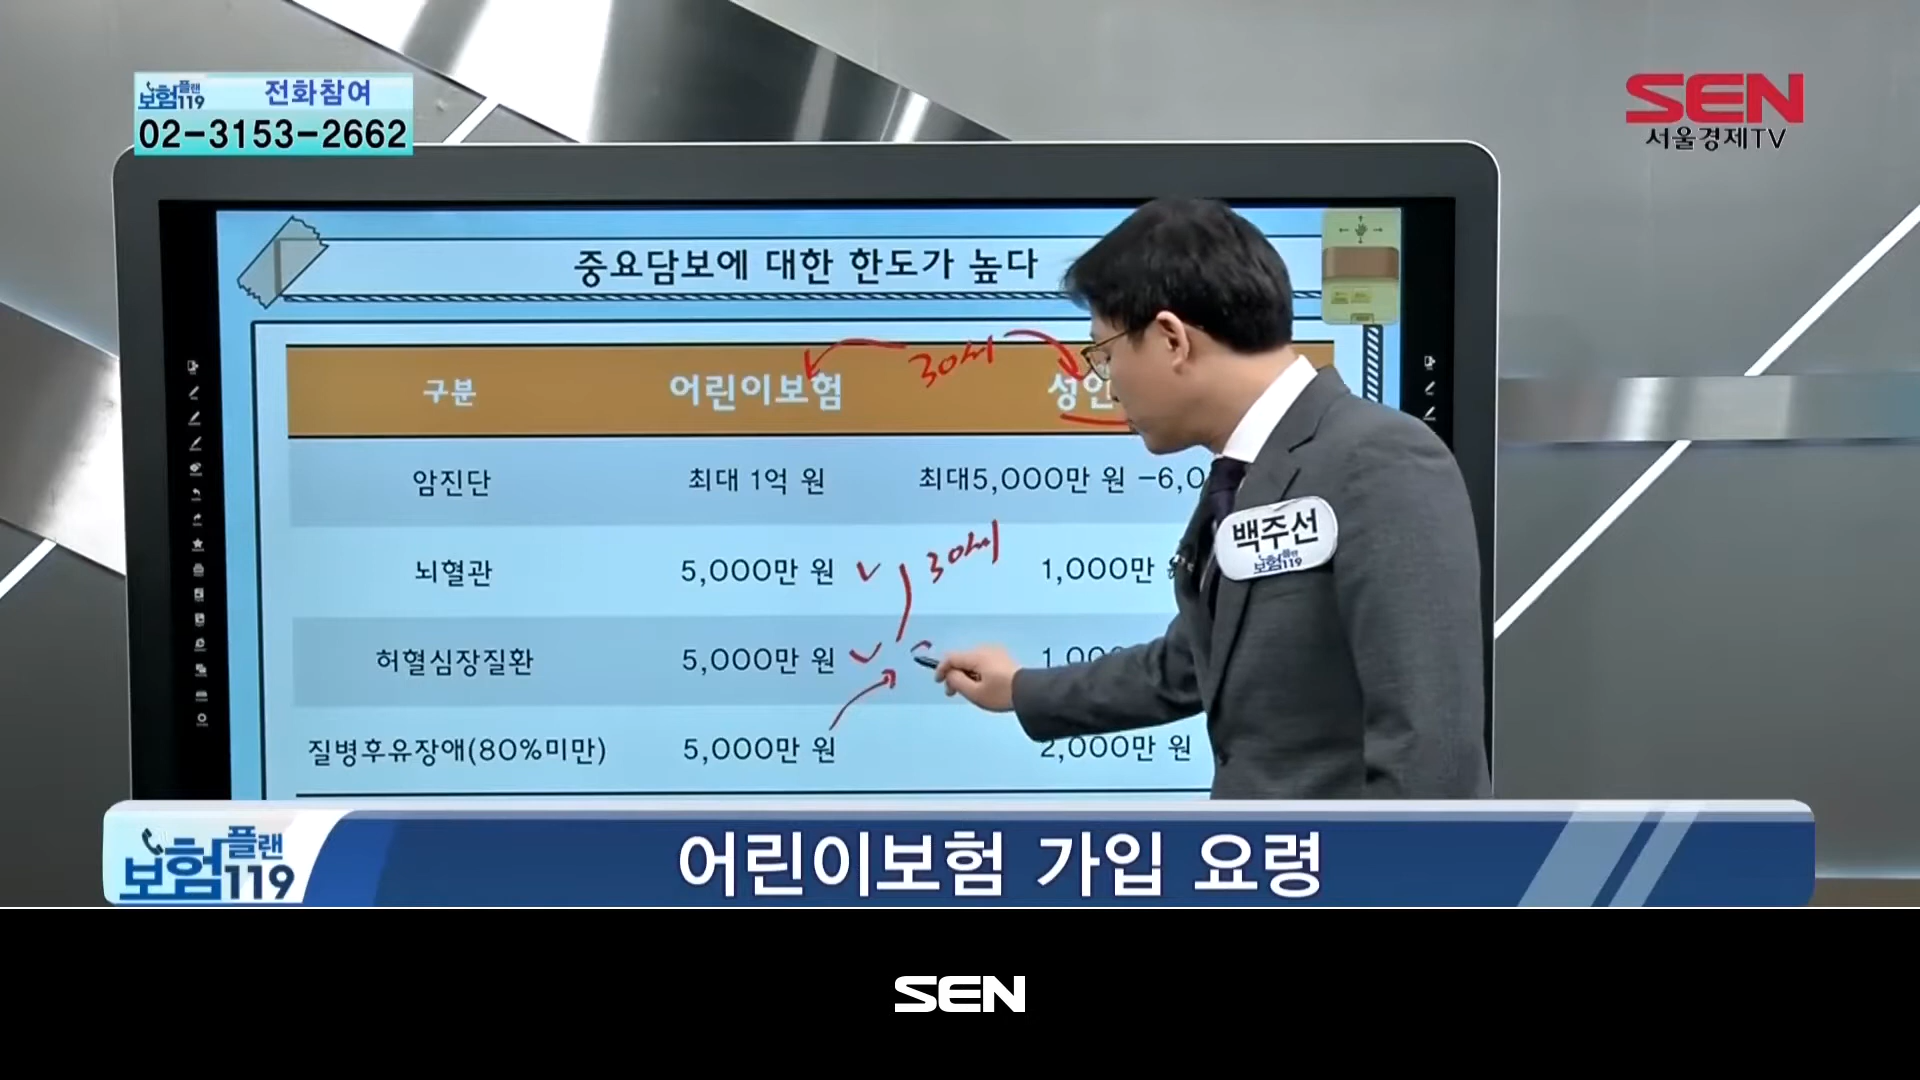 보험플랜119 전화참여
02-3153-2662
SEN
서울경제TV
중요담보에 대한 한도가 높다
30세
구분 어린이보험 성인
암진단 최대 1억 원 최대5,000만 원 -6,0
30세
뇌혈관 5,000만 원 1,000만
허혈심장질환 5,000만 원 1,00
질병후유장애(80%미만) 5,000만 원 2,000만 원
백주선
보험플랜119
보험플랜119
어린이보험 가입 요령
SEN